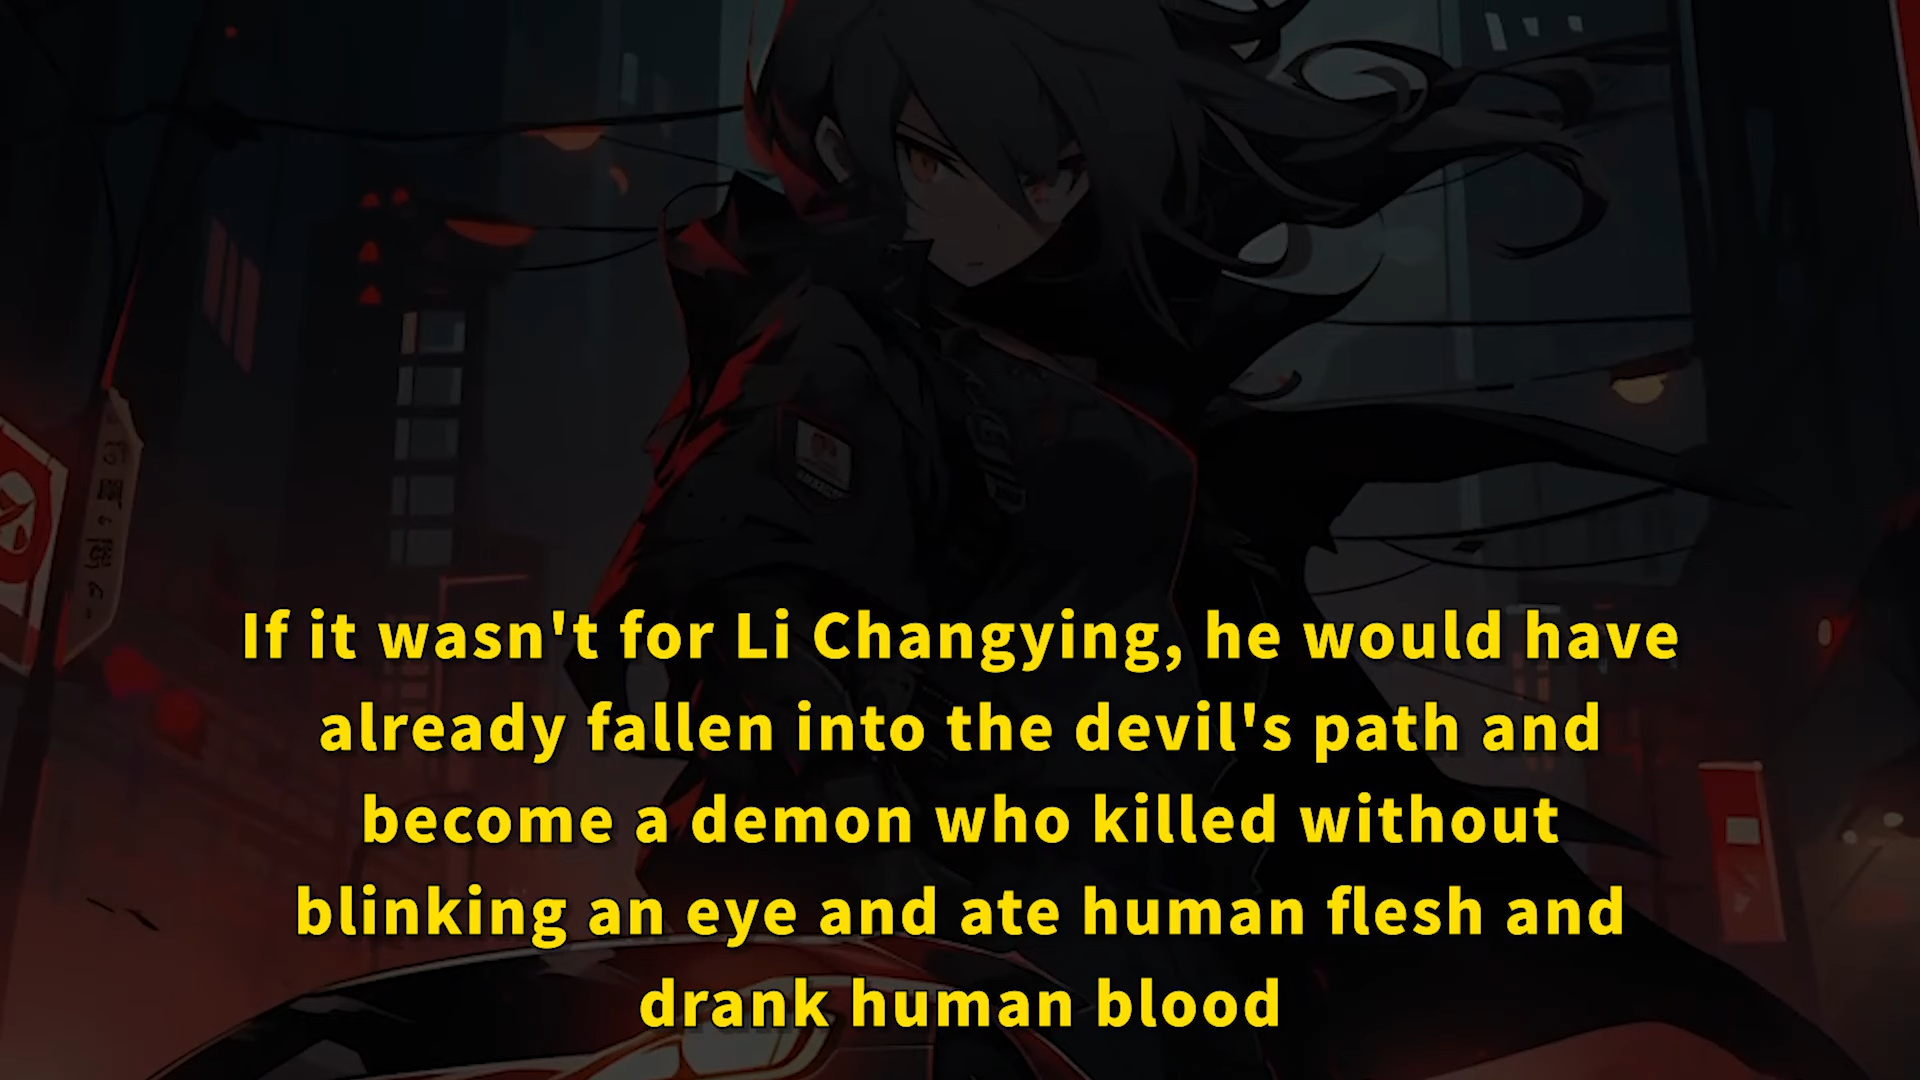 If it wasn't for Li Changying, he would have
already fallen into the devil's path and
become a demon who killed without
blinking an eye and ate human flesh and
drank human blood